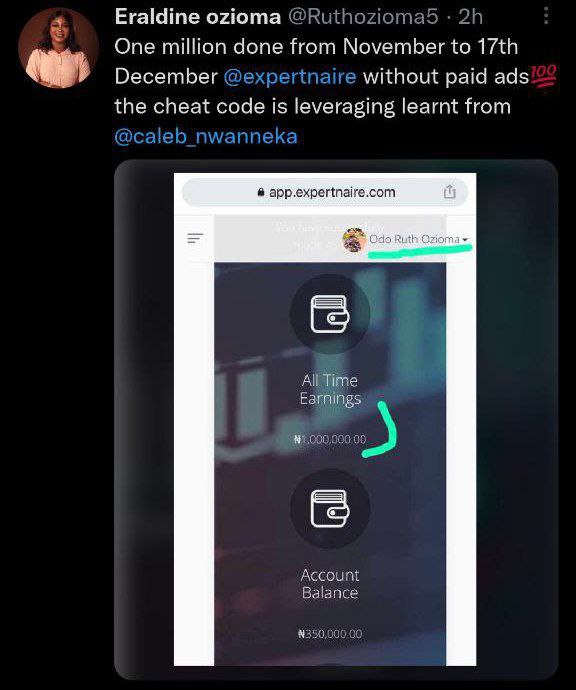 Eraldine ozioma @Ruthozioma5 · 2h
One million done from November to 17th
December @expertnaire without paid ads💯
the cheat code is leveraging learnt from
@caleb_nwanneka
app.expertnaire.com
You have successfully
made
Odo Ruth Ozioma
All Time
Earnings
₦1,000,000.00
Account
Balance
₦350,000.00